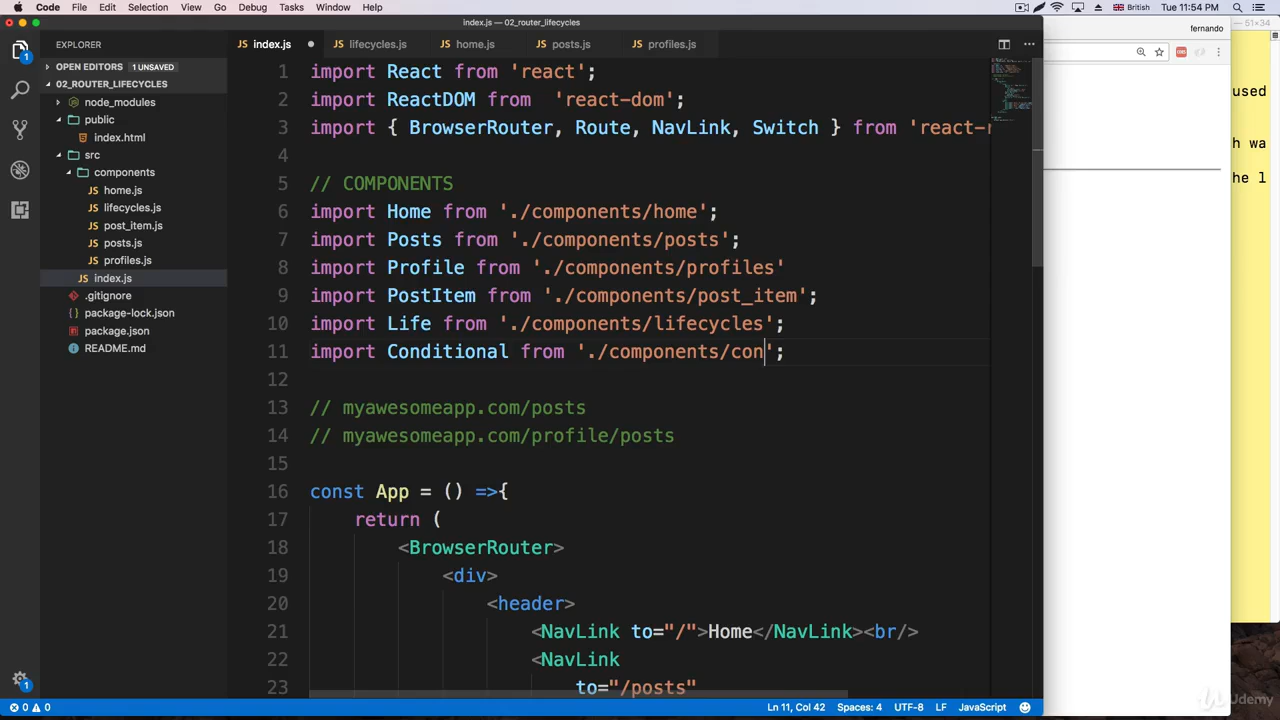 Code File Edit Selection View Go Debug Tasks Window Help British Tue 11:54 PM
index.js — 02_router_lifecycles
51×34
fernando
EXPLORER
index.js lifecycles.js home.js posts.js profiles.js
OPEN EDITORS 1 UNSAVED
02_ROUTER_LIFECYCLES
node_modules
public
index.html
src
components
home.js
lifecycles.js
post_item.js
posts.js
profiles.js
index.js
.gitignore
package-lock.json
package.json
README.md
1 import React from 'react';
2 import ReactDOM from 'react-dom';
3 import { BrowserRouter, Route, NavLink, Switch } from 'react-r
4
5 // COMPONENTS
6 import Home from './components/home';
7 import Posts from './components/posts';
8 import Profile from './components/profiles'
9 import PostItem from './components/post_item';
10 import Life from './components/lifecycles';
11 import Conditional from './components/con';
12
13 // myawesomeapp.com/posts
14 // myawesomeapp.com/profile/posts
15
16 const App = () =>{
17 return (
18 <BrowserRouter>
19 <div>
20 <header>
21 <NavLink to="/">Home</NavLink><br/>
22 <NavLink
23 to="/posts"
used
h wa
he l
1
1
0 0 Ln 11, Col 42 Spaces: 4 UTF-8 LF JavaScript
Udemy